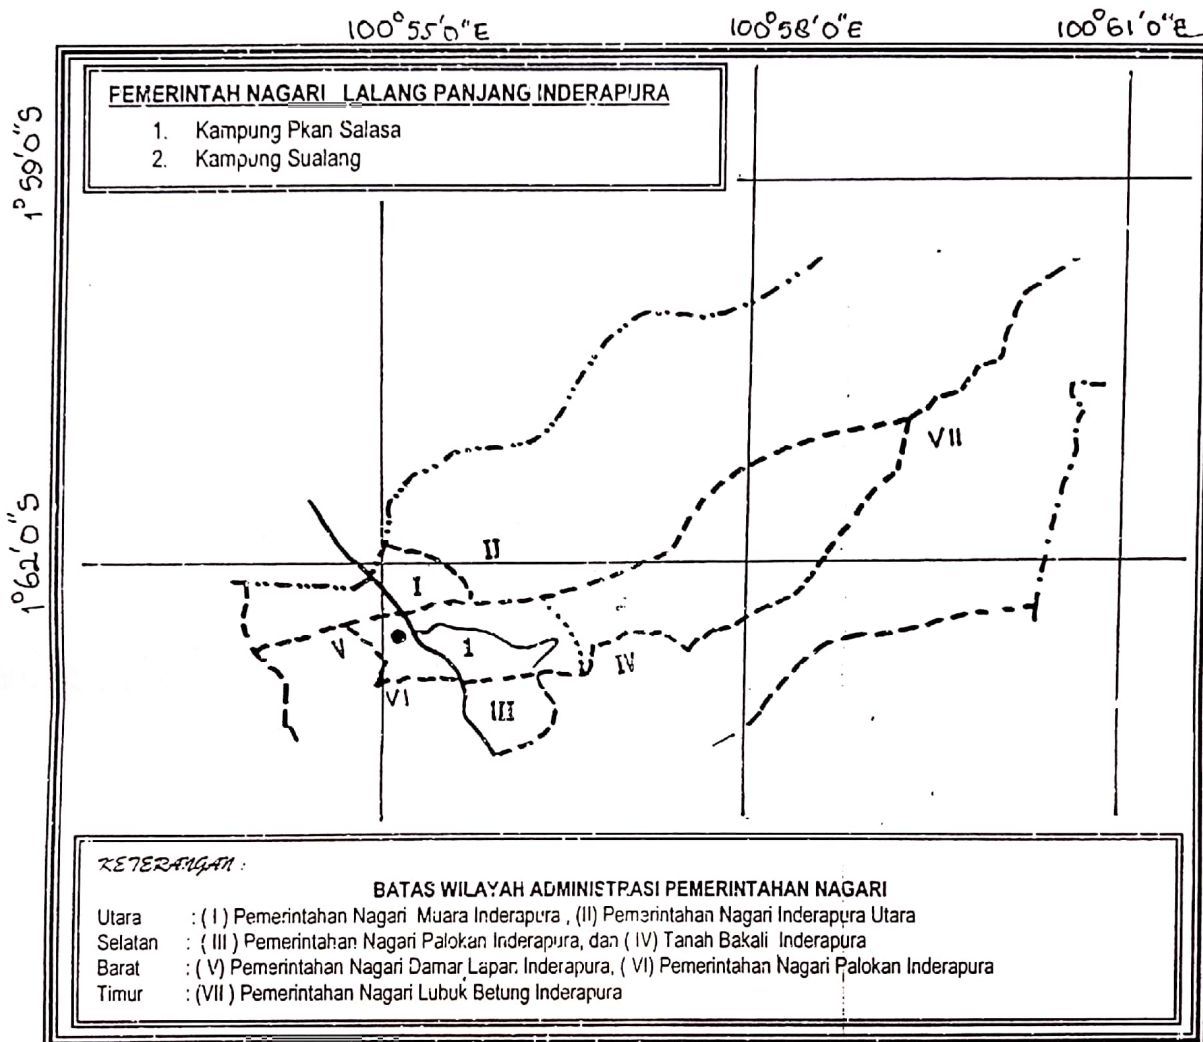 100°55'0"E 100°58'0"E 100°61'0"E
1°59'0"S
PEMERINTAH NAGARI LALANG PANJANG INDERAPURA
1. Kampung Pkan Salasa
2. Kampung Sualang
VII
1°62'0"S
II
I
V
1
IV
VI
III
KETERANGAN :
BATAS WILAYAH ADMINISTRASI PEMERINTAHAN NAGARI
Utara : ( I ) Pemerintahan Nagari Muara Inderapura , (II) Pemerintahan Nagari Inderapura Utara
Selatan : ( III ) Pemerintahan Nagari Palokan Inderapura, dan ( IV) Tanah Bakali Inderapura
Barat : ( V) Pemerintahan Nagari Damar Lapan Inderapura, ( VI) Pemerintahan Nagari Palokan Inderapura
Timur : (VII ) Pemerintahan Nagari Lubuk Betung Inderapura